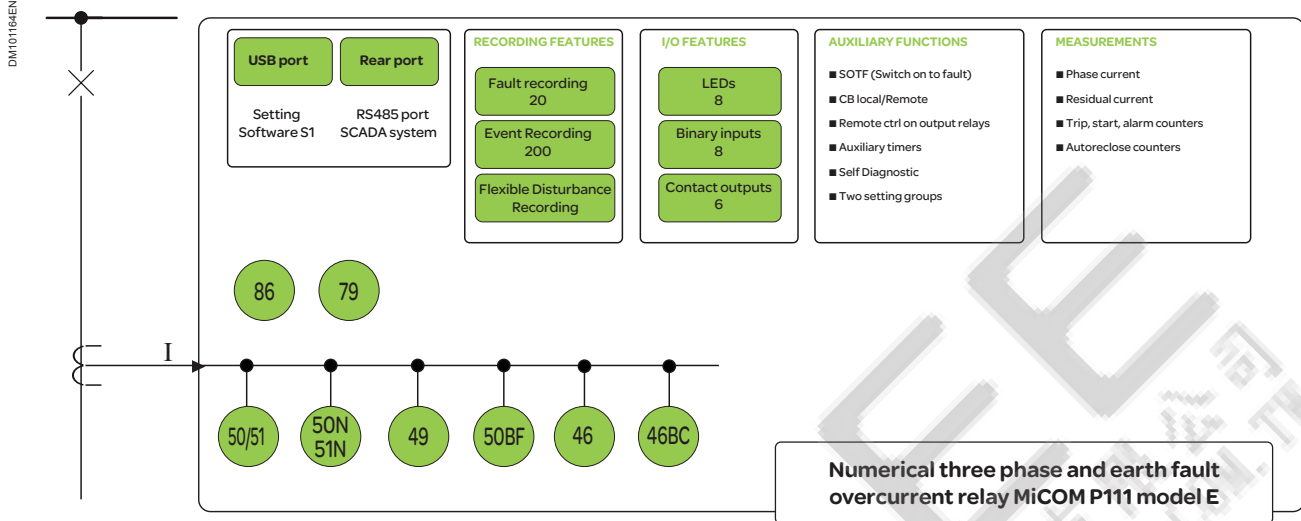 DM101164EN
USB port
Rear port
Setting
Software S1
RS485 port
SCADA system
RECORDING FEATURES
Fault recording
20
Event Recording
200
Flexible Disturbance
Recording
I/O FEATURES
LEDs
8
Binary inputs
8
Contact outputs
6
AUXILIARY FUNCTIONS
■ SOTF (Switch on to fault)
■ CB local/Remote
■ Remote ctrl on output relays
■ Auxiliary timers
■ Self Diagnostic
■ Two setting groups
MEASUREMENTS
■ Phase current
■ Residual current
■ Trip, start, alarm counters
■ Autoreclose counters
86
79
I
50/51
50N
51N
49
50BF
46
46BC
Numerical three phase and earth fault
overcurrent relay MiCOM P111 model E